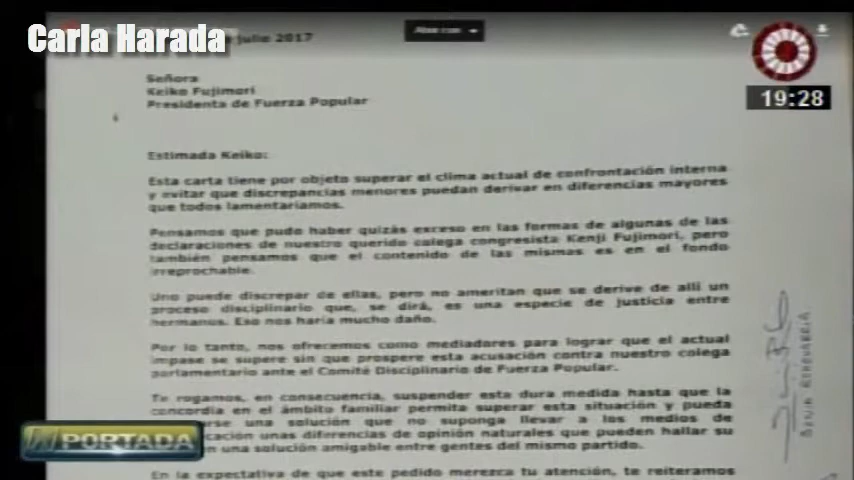 Carla Harada
julio 2017
19:28
Señora
Keiko Fujimori
Presidenta de Fuerza Popular
Estimada Keiko:
Esta carta tiene por objeto superar el clima actual de confrontación interna
y evitar que discrepancias menores puedan derivar en diferencias mayores
que todos lamentaríamos.
Pensamos que pudo haber quizás exceso en las formas de algunas de las
declaraciones de nuestro querido colega congresista Kenji Fujimori, pero
también pensamos que el contenido de las mismas es en el fondo
irreprochable.
Uno puede discrepar de ellas, pero no ameritan que se derive de allí un
proceso disciplinario que, se dirá, es una especie de justicia entre
hermanos. Eso nos haría mucho daño.
Por lo tanto, nos ofrecemos como mediadores para lograr que el actual
impase se supere sin que prospere esta acusación contra nuestro colega
parlamentario ante el Comité Disciplinario de Fuerza Popular.
Te rogamos, en consecuencia, suspender esta dura medida hasta que la
concordia en el ámbito familiar permita superar esta situación y pueda
erse una solución que no suponga llevar a los medios de
cación unas diferencias de opinión naturales que pueden hallar su
n una solución amigable entre gentes del mismo partido.
En la expectativa de que este pedido merezca tu atención, te reiteramos
PORTADA